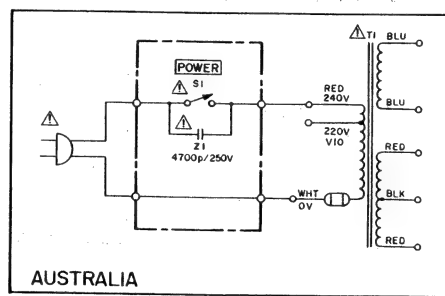 POWER
S1
Z1
4700p/250V
RED
240V
220V
V10
WHT
0V
T1
BLU
BLU
RED
BLK
RED
AUSTRALIA